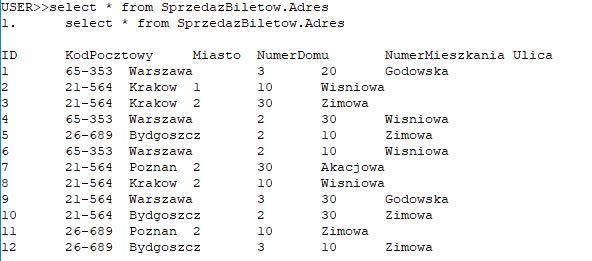 USER>>select * from SprzedazBiletow.Adres
1. select * from SprzedazBiletow.Adres
ID KodPocztowy Miasto NumerDomu NumerMieszkania Ulica
1 65-353 Warszawa 3 20 Godowska
2 21-564 Krakow 1 10 Wisniowa
3 21-564 Krakow 2 30 Zimowa
4 65-353 Warszawa 2 30 Wisniowa
5 26-689 Bydgoszcz 2 10 Zimowa
6 65-353 Warszawa 2 10 Wisniowa
7 21-564 Poznan 2 30 Akacjowa
8 21-564 Krakow 2 10 Wisniowa
9 21-564 Warszawa 3 30 Godowska
10 21-564 Bydgoszcz 2 30 Zimowa
11 26-689 Poznan 2 10 Zimowa
12 26-689 Bydgoszcz 3 10 Zimowa